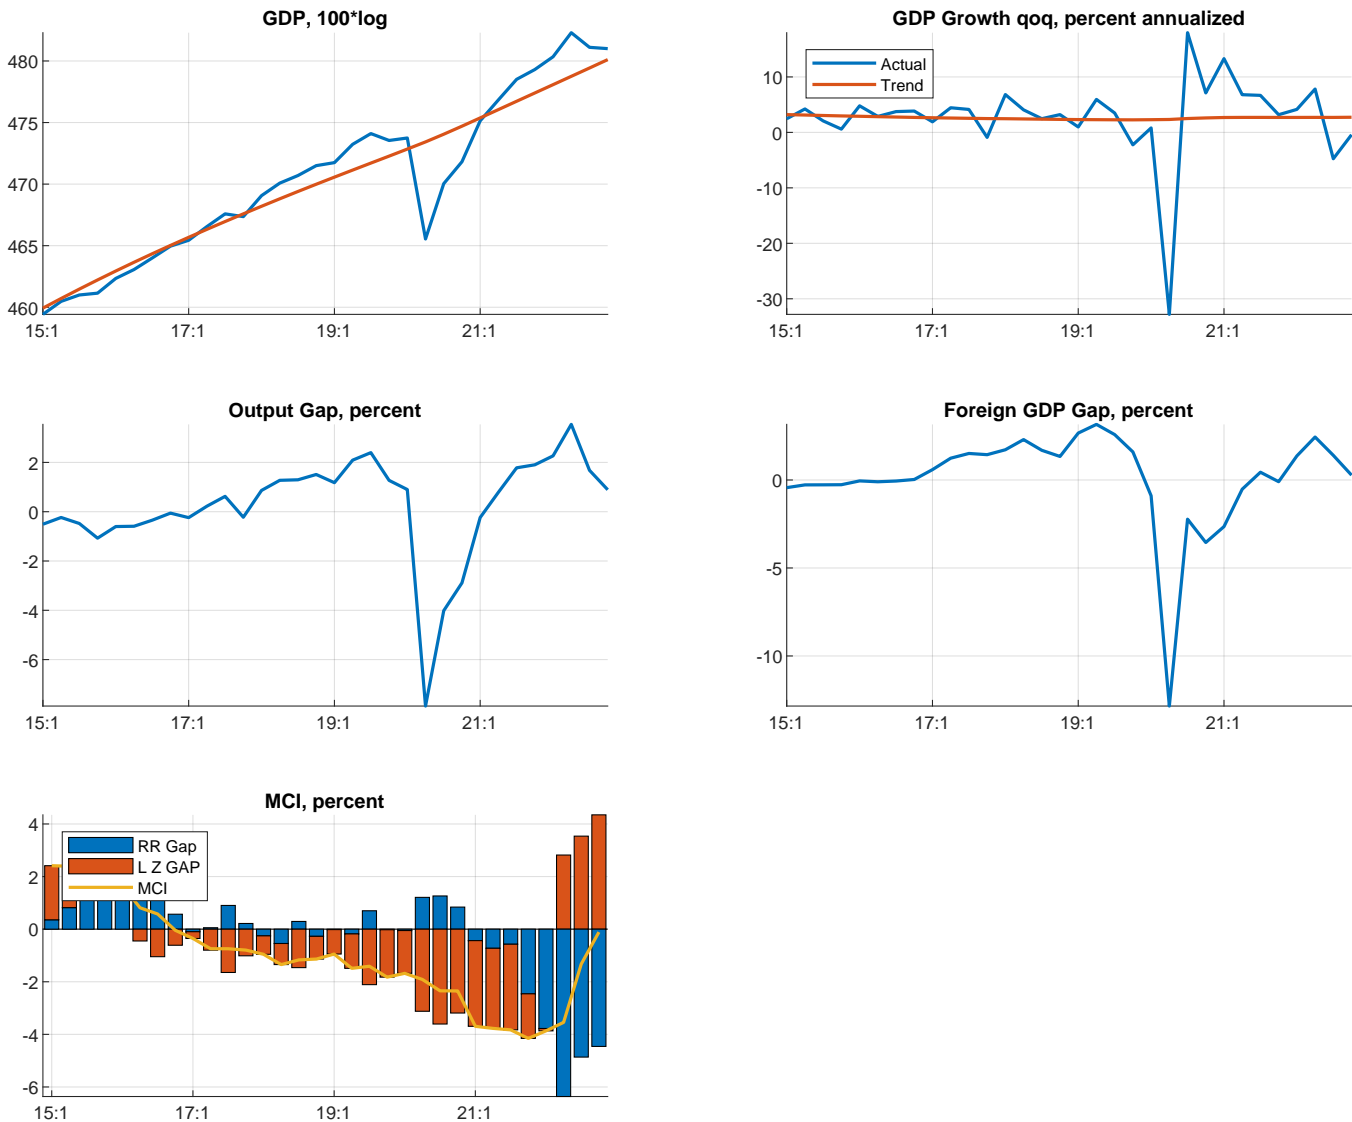 GDP, 100*log
480
475
470
465
460
15:1 17:1 19:1 21:1
GDP Growth qoq, percent annualized
Actual
Trend
10
0
-10
-20
-30
15:1 17:1 19:1 21:1
Output Gap, percent
2
0
-2
-4
-6
15:1 17:1 19:1 21:1
Foreign GDP Gap, percent
0
-5
-10
15:1 17:1 19:1 21:1
MCI, percent
RR Gap
L Z GAP
MCI
4
2
0
-2
-4
-6
15:1 17:1 19:1 21:1